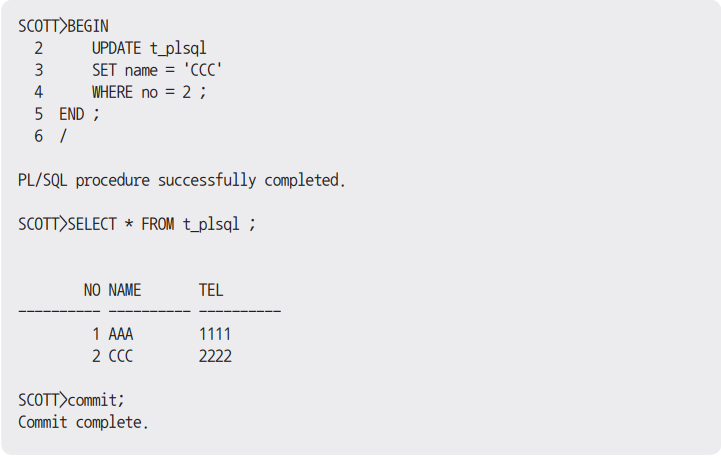 SCOTT>BEGIN
2 UPDATE t_plsql
3 SET name = 'CCC'
4 WHERE no = 2 ;
5 END ;
6 /
PL/SQL procedure successfully completed.
SCOTT>SELECT * FROM t_plsql ;
NO NAME TEL
---------- ---------- ----------
1 AAA 1111
2 CCC 2222
SCOTT>commit;
Commit complete.